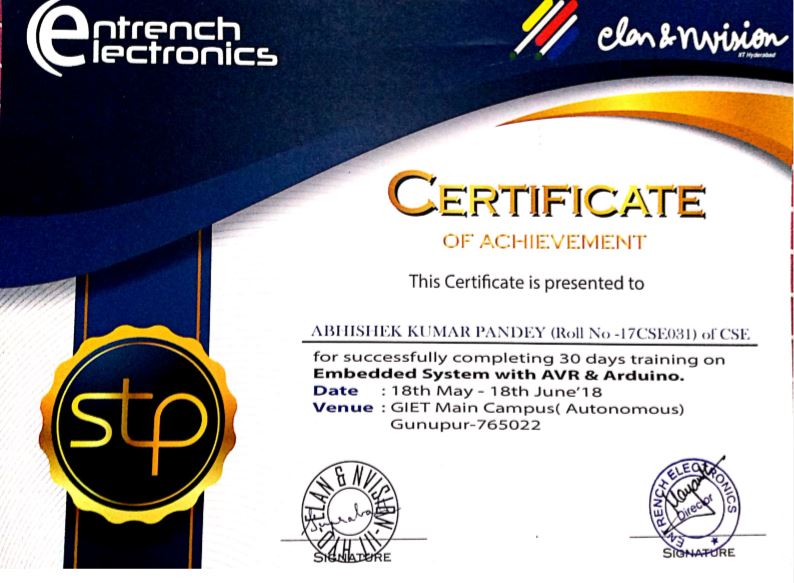 entrench
electronics
elan & nvision
IIT Hyderabad
CERTIFICATE
OF ACHIEVEMENT
This Certificate is presented to
ABHISHEK KUMAR PANDEY (Roll No -17CSE031) of CSE
for successfully completing 30 days training on
Embedded System with AVR & Arduino.
Date : 18th May - 18th June'18
Venue : GIET Main Campus( Autonomous)
Gunupur-765022
stp
ELAN & NVISION-IIT HYD
SIGNATURE
ENTRENCH ELECTRONICS
Director
SIGNATURE